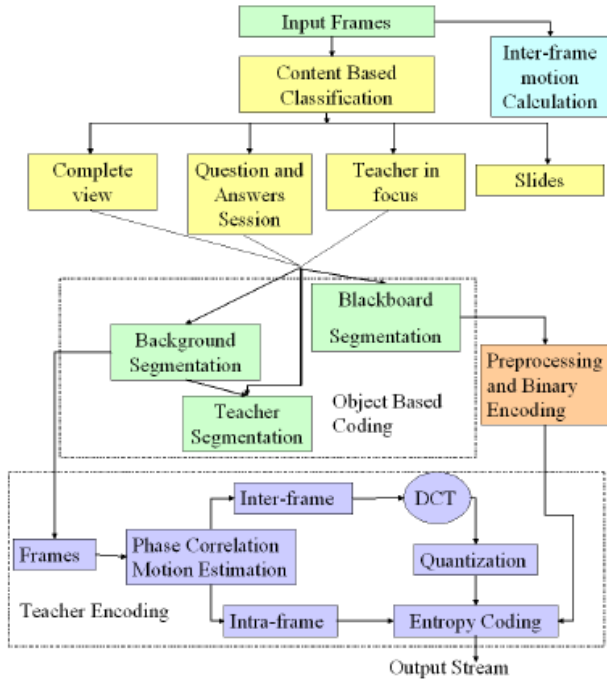 Input Frames
Inter-frame
motion
Calculation
Content Based
Classification
Complete
view
Question and
Answers
Session
Teacher in
focus
Slides
Blackboard
Segmentation
Background
Segmentation
Teacher
Segmentation
Object Based
Coding
Preprocessing
and Binary
Encoding
Inter-frame
DCT
Frames
Phase Correlation
Motion Estimation
Quantization
Teacher Encoding
Intra-frame
Entropy Coding
Output Stream